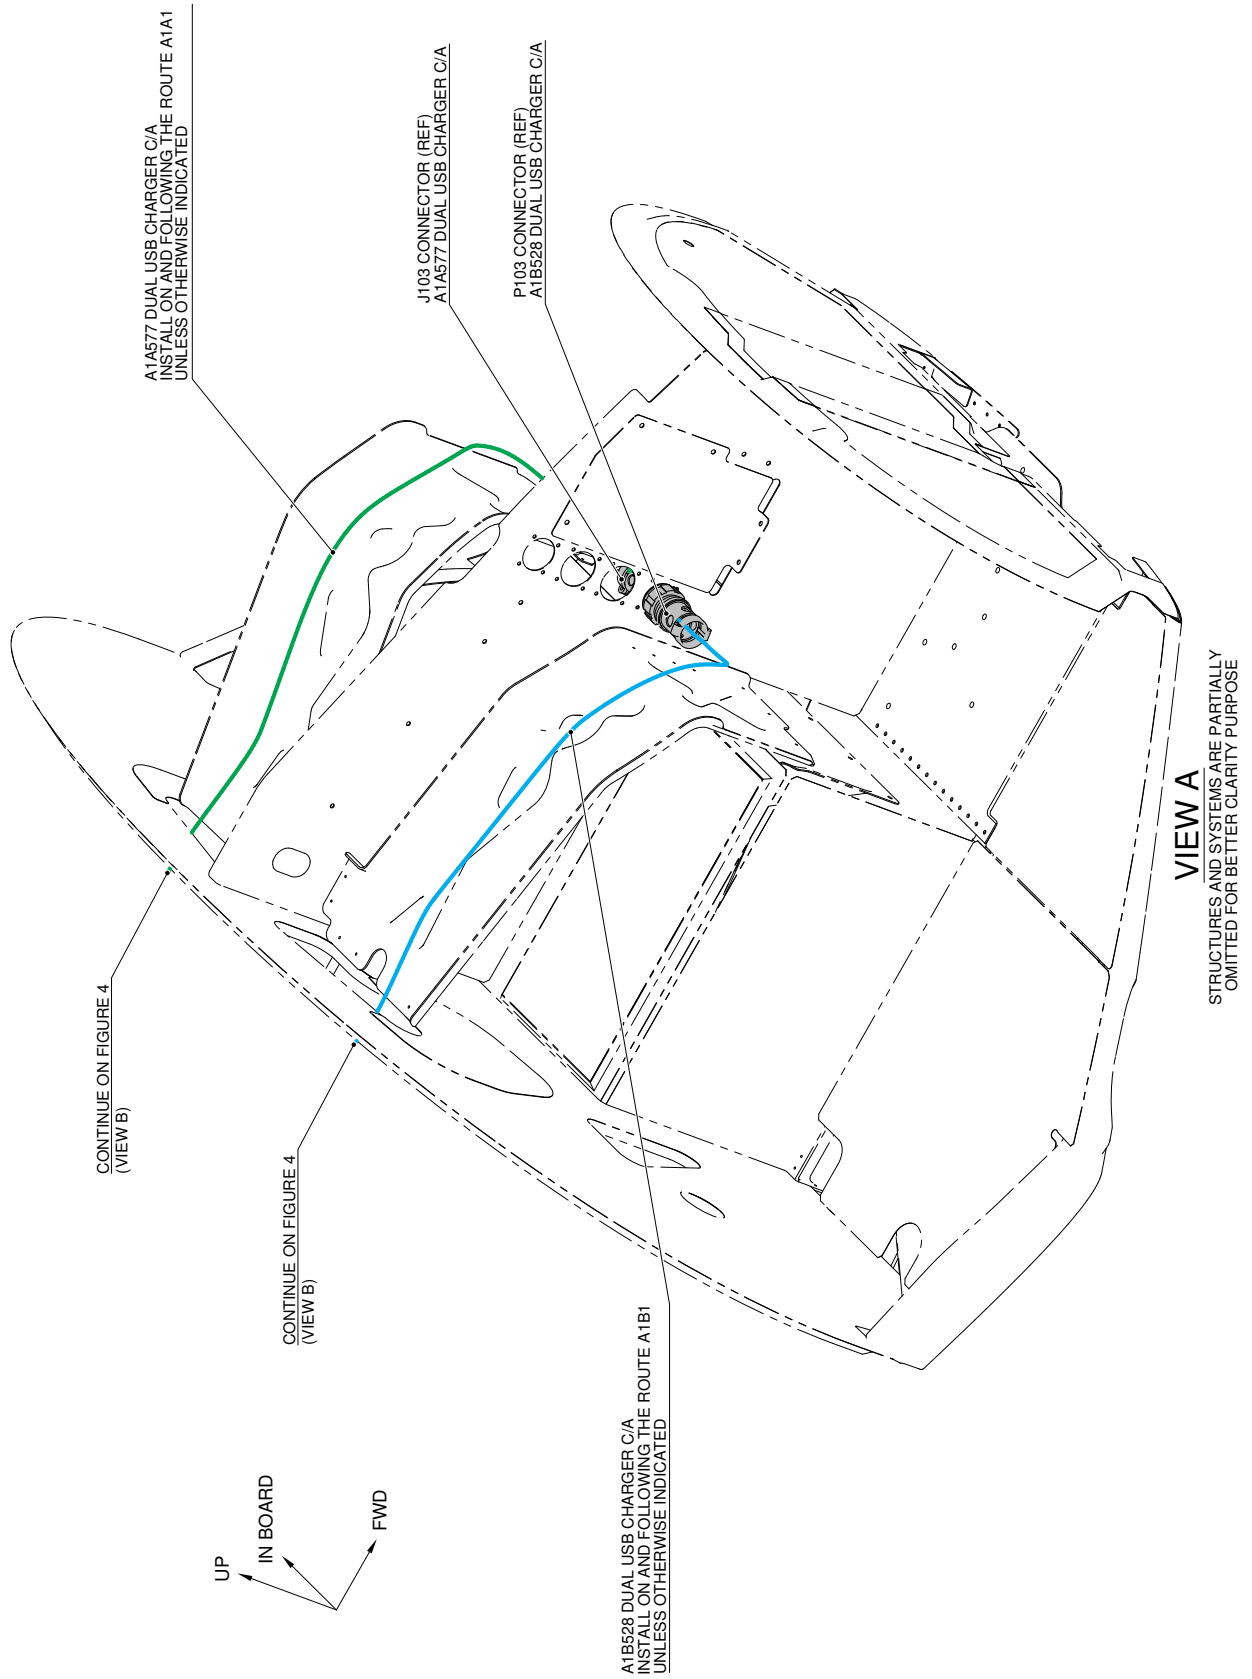 A1A577 DUAL USB CHARGER C/A
INSTALL ON AND FOLLOWING THE ROUTE A1A1
UNLESS OTHERWISE INDICATED
J103 CONNECTOR (REF)
A1A577 DUAL USB CHARGER C/A
P103 CONNECTOR (REF)
A1B528 DUAL USB CHARGER C/A
CONTINUE ON FIGURE 4
(VIEW B)
CONTINUE ON FIGURE 4
(VIEW B)
UP
IN BOARD
FWD
A1B528 DUAL USB CHARGER C/A
INSTALL ON AND FOLLOWING THE ROUTE A1B1
UNLESS OTHERWISE INDICATED
VIEW A
STRUCTURES AND SYSTEMS ARE PARTIALLY
OMITTED FOR BETTER CLARITY PURPOSE